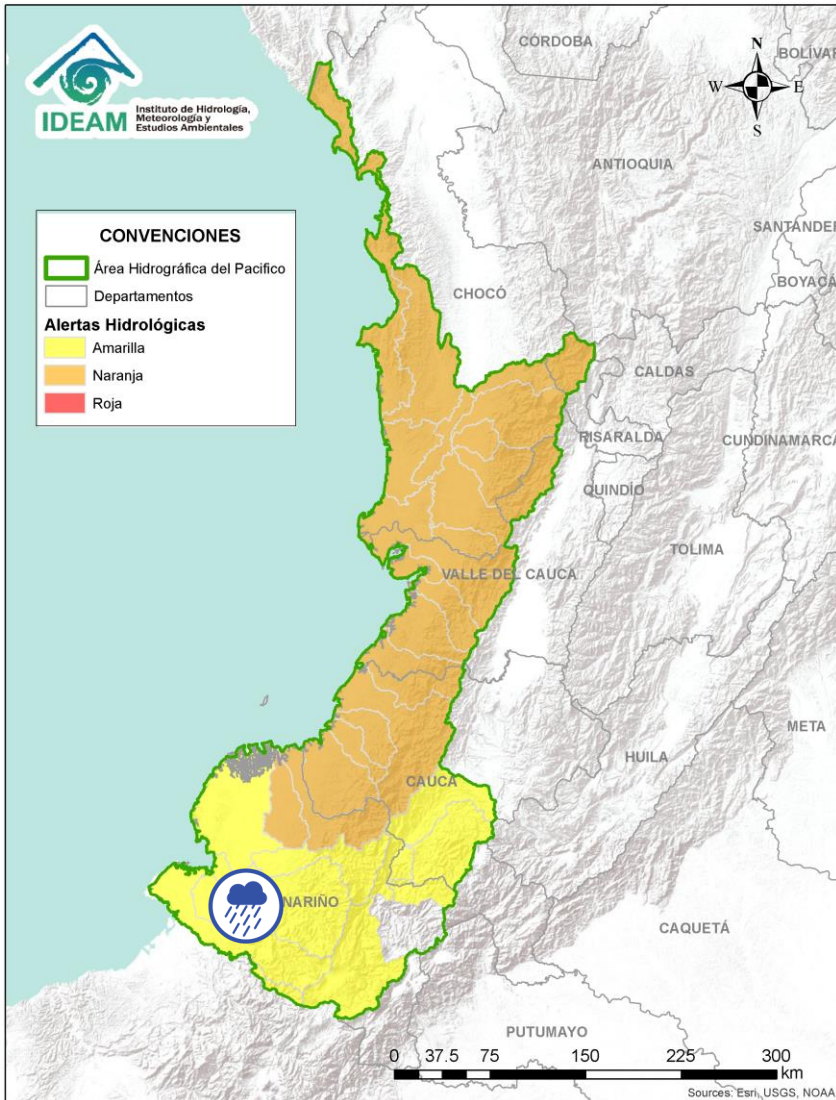 CÓRDOBA
BOLÍVAR
N
W E
S
IDEAM
Instituto de Hidrología,
Meteorología y
Estudios Ambientales
ANTIOQUIA
SANTANDER
BOYACÁ
CONVENCIONES
Área Hidrográfica del Pacifico
Departamentos
Alertas Hidrológicas
Amarilla
Naranja
Roja
CHOCÓ
CALDAS
RISARALDA
CUNDINAMARCA
QUINDÍO
TOLIMA
VALLE DEL CAUCA
META
HUILA
CAUCA
NARIÑO
CAQUETÁ
PUTUMAYO
0 37.5 75 150 225 300
km
Sources: Esri, USGS, NOAA